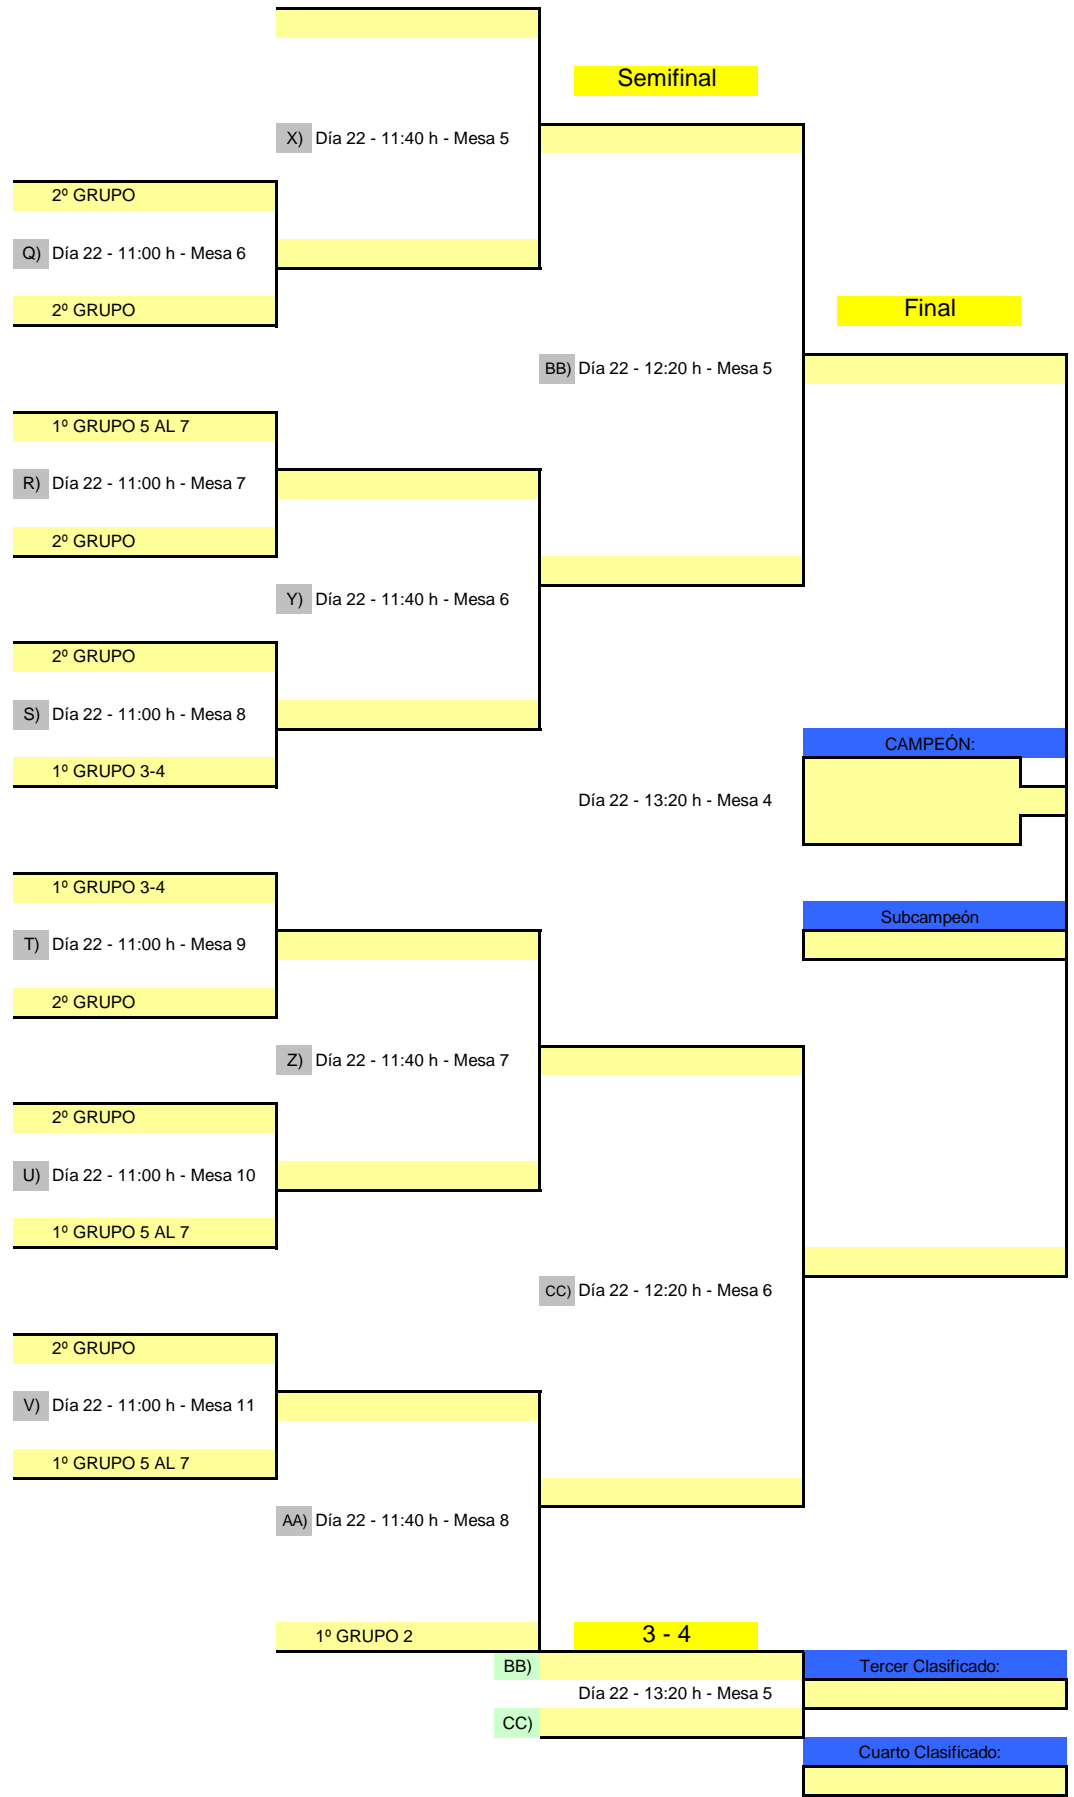 Semifinal
X) Día 22 - 11:40 h - Mesa 5
2º GRUPO
Q) Día 22 - 11:00 h - Mesa 6
2º GRUPO
Final
BB) Día 22 - 12:20 h - Mesa 5
1º GRUPO 5 AL 7
R) Día 22 - 11:00 h - Mesa 7
2º GRUPO
Y) Día 22 - 11:40 h - Mesa 6
2º GRUPO
S) Día 22 - 11:00 h - Mesa 8
CAMPEÓN:
1º GRUPO 3-4
Día 22 - 13:20 h - Mesa 4
1º GRUPO 3-4
Subcampeón
T) Día 22 - 11:00 h - Mesa 9
2º GRUPO
Z) Día 22 - 11:40 h - Mesa 7
2º GRUPO
U) Día 22 - 11:00 h - Mesa 10
1º GRUPO 5 AL 7
CC) Día 22 - 12:20 h - Mesa 6
2º GRUPO
V) Día 22 - 11:00 h - Mesa 11
1º GRUPO 5 AL 7
AA) Día 22 - 11:40 h - Mesa 8
1º GRUPO 2
3 - 4
BB)
Tercer Clasificado:
Día 22 - 13:20 h - Mesa 5
CC)
Cuarto Clasificado: